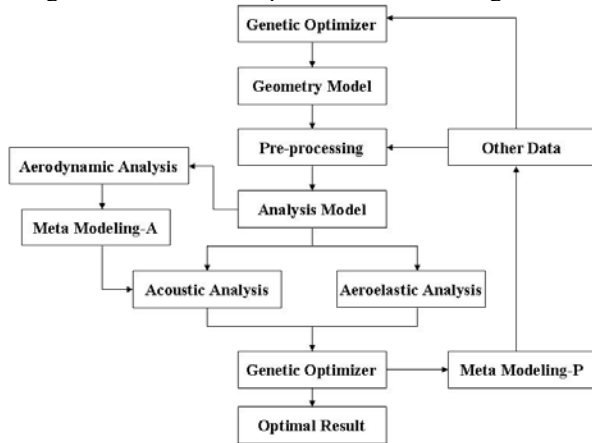 Genetic Optimizer
Geometry Model
Pre-processing
Other Data
Aerodynamic Analysis
Analysis Model
Meta Modeling-A
Acoustic Analysis
Aeroelastic Analysis
Genetic Optimizer
Meta Modeling-P
Optimal Result